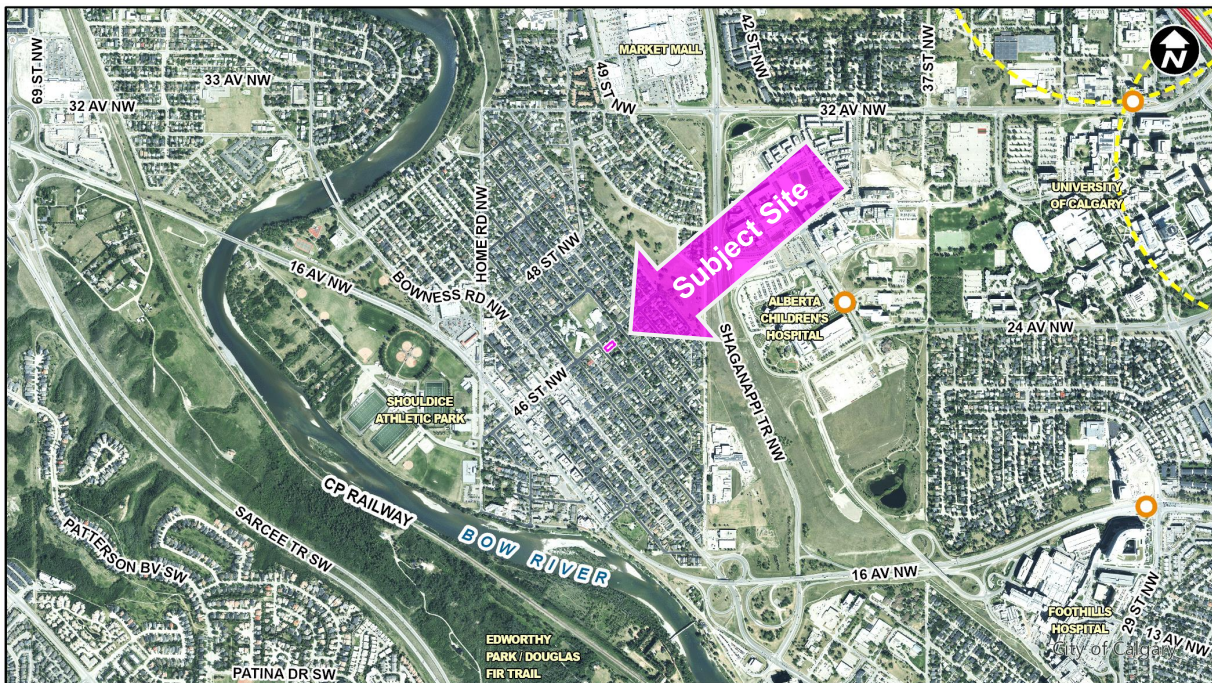 69 ST NW
33 AV NW
32 AV NW
MARKET MALL
49 ST NW
42 ST NW
37 ST NW
32 AV NW
N
UNIVERSITY
OF CALGARY
Subject Site
HOME RD NW
48 ST NW
16 AV NW
BOWNESS RD NW
ALBERTA
CHILDREN'S
HOSPITAL
24 AV NW
SHAGANAPPI TR NW
46 ST NW
SHOULDICE
ATHLETIC PARK
CP RAILWAY
BOW RIVER
SARCEE TR SW
PATTERSON BV SW
16 AV NW
FOOTHILLS
HOSPITAL
29 ST NW
13 AV NW
City of Calgary
EDWORTHY
PARK / DOUGLAS
FIR TRAIL
PATINA DR SW